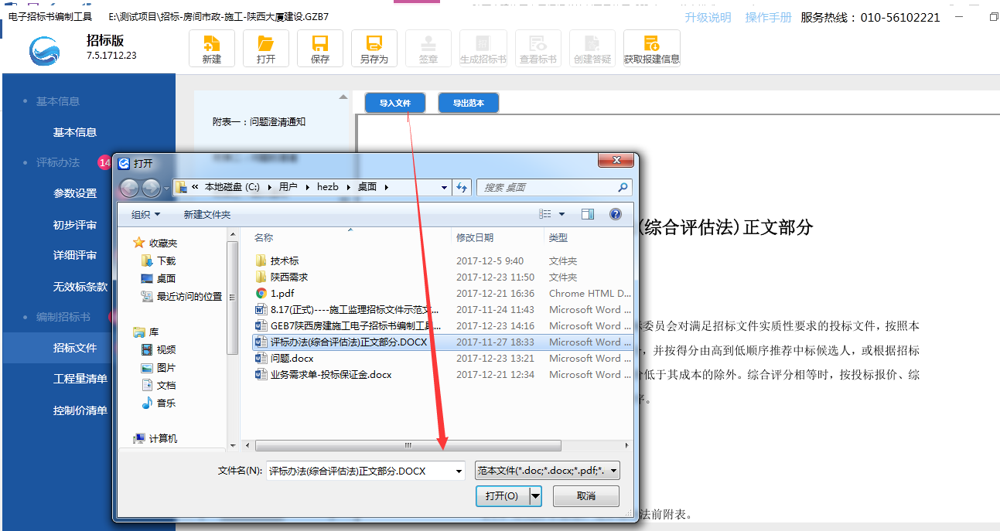 电子招标书编制工具 E:\测试项目\招标-房间市政-施工-陕西大厦建设.GZB7
升级说明 操作手册 服务热线：010-56102221
招标版
7.5.1712.23
新建 打开 保存 另存为 签章 生成招标书 查看标书 创建答疑 获取报建信息
基本信息
基本信息
评标办法 14
参数设置
初步评审
详细评审
无效标条款
编制招标书
招标文件
工程量清单
控制价清单
附表一：问题澄清通知
导入文件 导出范本
(综合评估法)正文部分
委员会对满足招标文件实质性要求的投标文件，按照本
，并按得分由高到低顺序推荐中标候选人，或根据招标
低于其成本的除外。综合评分相等时，按投标报价、综
序。
法前附表。
打开
« 本地磁盘 (C:) 用户 hezb 桌面
搜索 桌面
组织 新建文件夹
收藏夹
下载
桌面
最近访问的位置
库
视频
图片
文档
音乐
计算机
名称 修改日期 类型
技术标 2017-12-5 9:40 文件夹
陕西需求 2017-12-23 11:50 文件夹
1.pdf 2017-12-21 16:36 Chrome HTML D...
8.17(正式)----施工监理招标文件示范文... 2017-11-24 11:43 Microsoft Word ...
GEB7陕西房建施工电子招标书编制工具... 2017-12-23 14:16 Microsoft Word ...
评标办法(综合评估法)正文部分.DOCX 2017-11-27 18:33 Microsoft Word ...
问题.docx 2017-12-23 13:21 Microsoft Word ...
业务需求单-投标保证金.docx 2017-12-21 12:34 Microsoft Word ...
文件名(N): 评标办法(综合评估法)正文部分.DOCX 范本文件(*.doc;*.docx;*.pdf;*.
打开(O) 取消